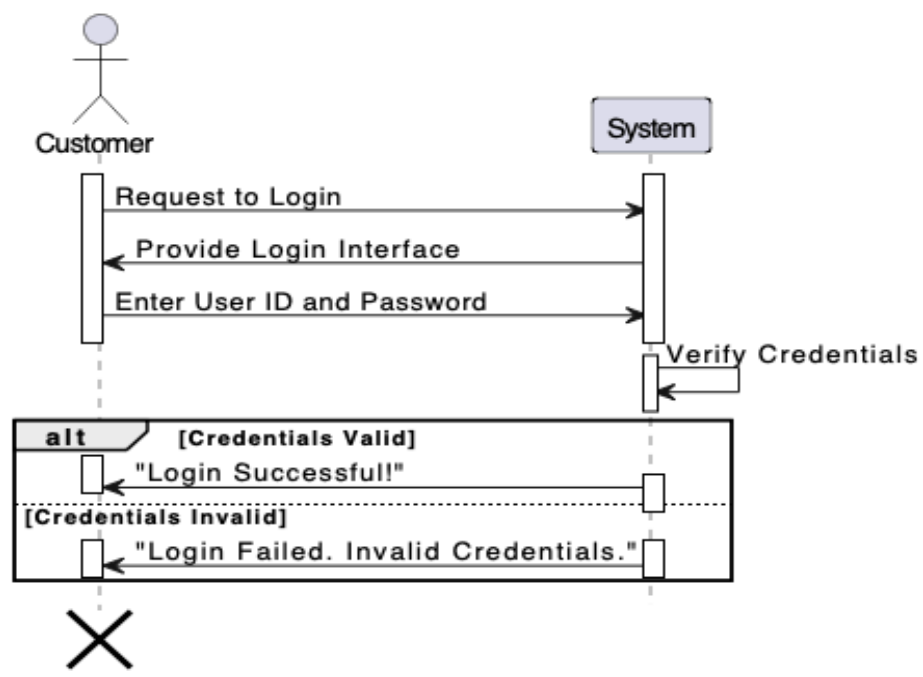 Customer
System
Request to Login
Provide Login Interface
Enter User ID and Password
Verify Credentials
alt [Credentials Valid]
"Login Successful!"
[Credentials Invalid]
"Login Failed. Invalid Credentials."